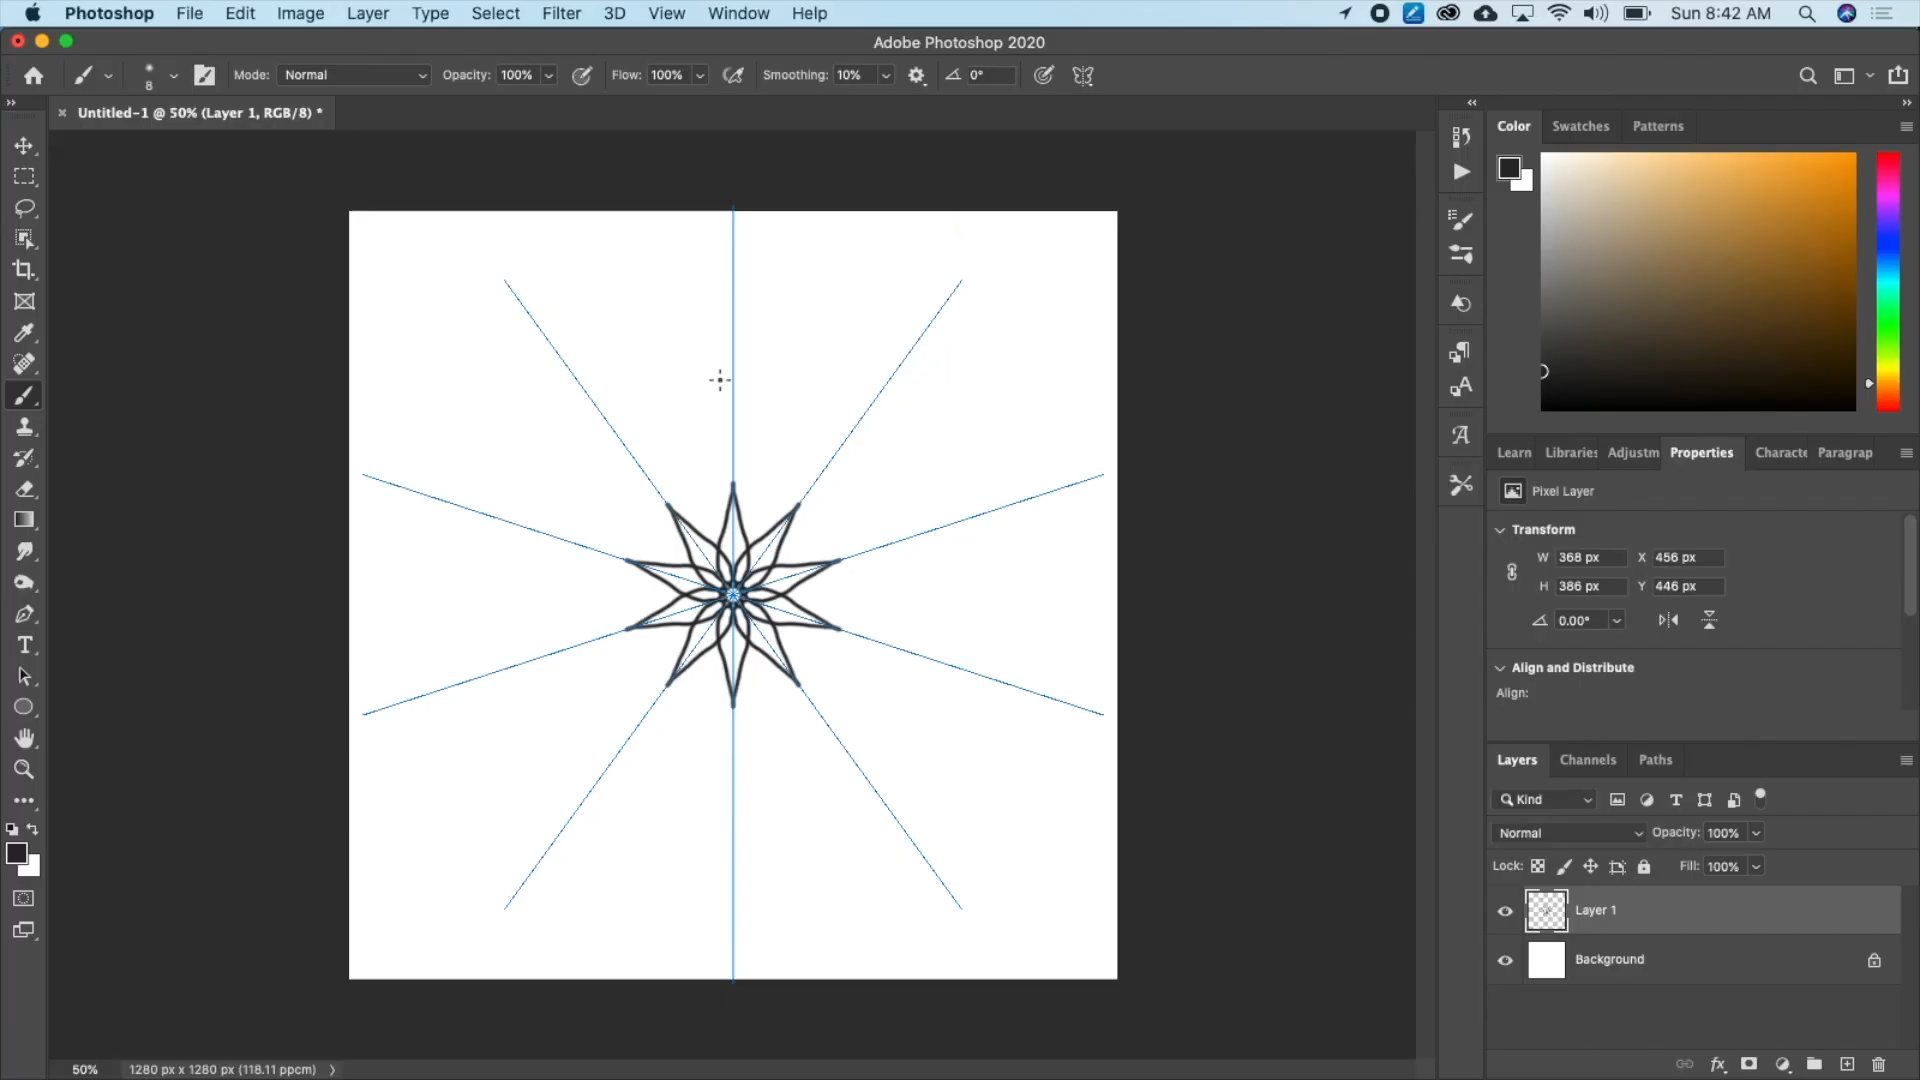 Photoshop File Edit Image Layer Type Select Filter 3D View Window Help Sun 8:42 AM
Adobe Photoshop 2020
8 Mode: Normal Opacity: 100% Flow: 100% Smoothing: 10% 0°
Untitled-1 @ 50% (Layer 1, RGB/8) *
Color Swatches Patterns
Learn Libraries Adjustm Properties Characte Paragrap
Pixel Layer
Transform
W 368 px X 456 px
H 386 px Y 446 px
0.00°
Align and Distribute
Align:
Layers Channels Paths
Kind
Normal Opacity: 100%
Lock: Fill: 100%
Layer 1
Background
50% 1280 px x 1280 px (118.11 ppcm)